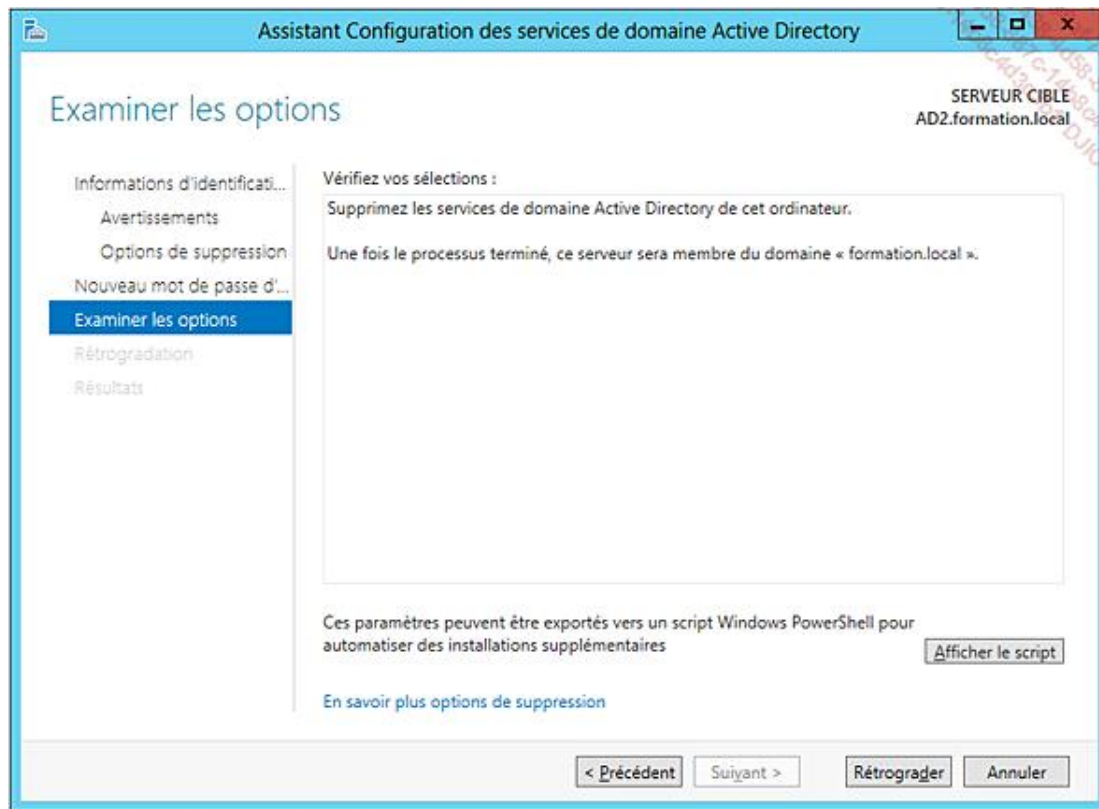 Assistant Configuration des services de domaine Active Directory
Examiner les options
SERVEUR CIBLE
AD2.formation.local
Informations d'identificati...
Avertissements
Options de suppression
Nouveau mot de passe d'...
Examiner les options
Rétrogradation
Résultats
Vérifiez vos sélections :
Supprimez les services de domaine Active Directory de cet ordinateur.
Une fois le processus terminé, ce serveur sera membre du domaine « formation.local ».
Ces paramètres peuvent être exportés vers un script Windows PowerShell pour
automatiser des installations supplémentaires
Afficher le script
En savoir plus options de suppression
< Précédent
Suivant >
Rétrograder
Annuler